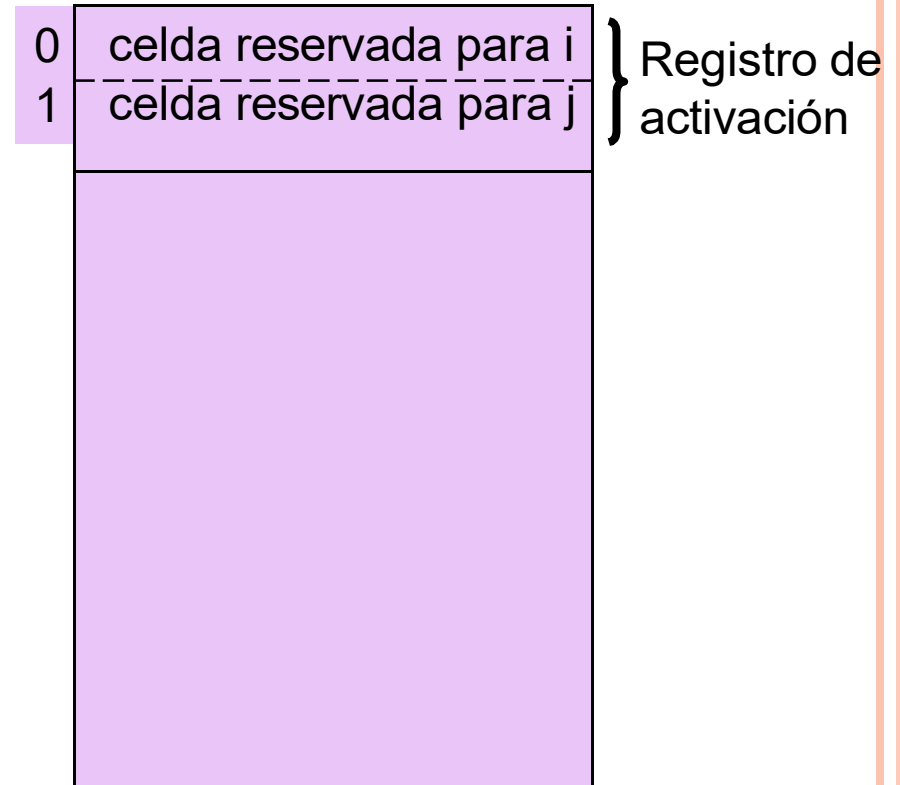 0 celda reservada para i
1 celda reservada para j
Registro de
activación